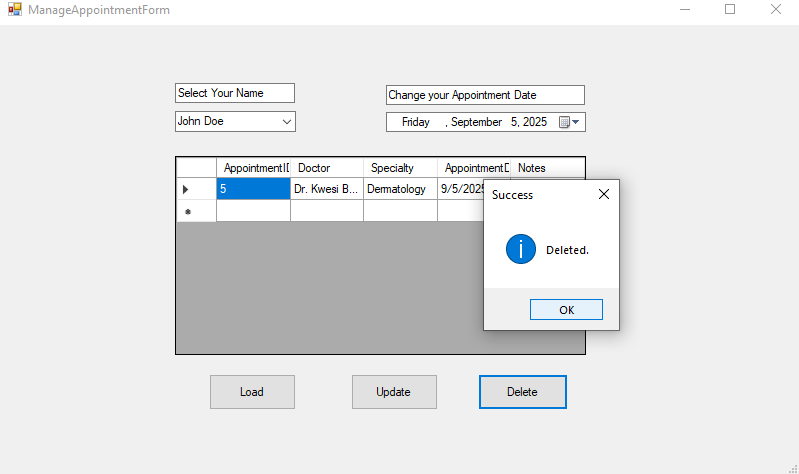 ManageAppointmentForm
Select Your Name
Change your Appointment Date
John Doe
Friday , September 5, 2025
AppointmentID Doctor Specialty AppointmentD Notes
5 Dr. Kwesi B... Dermatology 9/5/2025
Success
Deleted.
OK
Load Update Delete